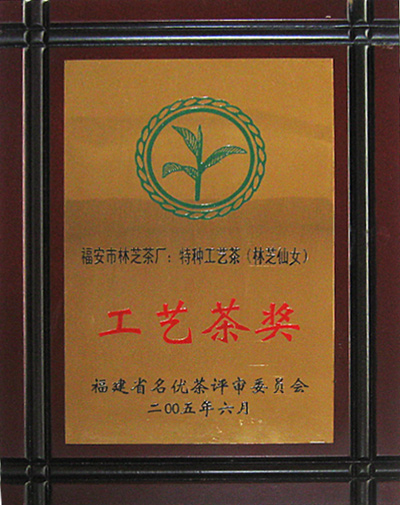 福安市林芝茶厂：特种工艺茶（林芝仙女）
工艺茶奖
福建省名优茶评审委员会
二00五年六月